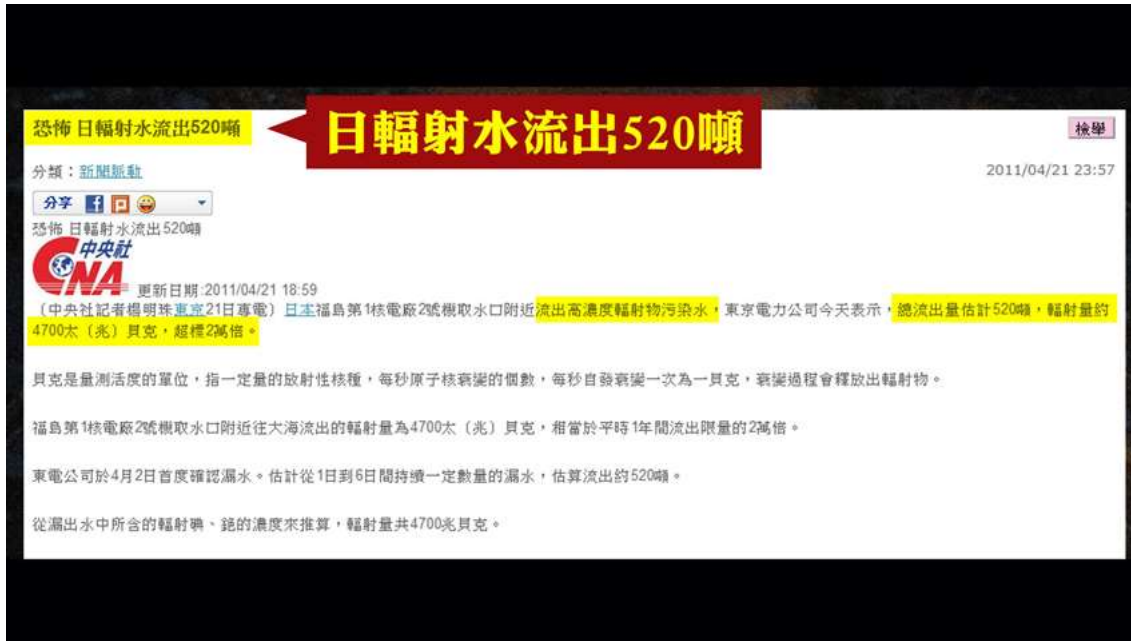 恐怖 日輻射水流出520噸
日輻射水流出520噸
檢舉
分類：新聞脈動
2011/04/21 23:57
分享
恐怖 日輻射水流出520噸
中央社
CNA
更新日期:2011/04/21 18:59
（中央社記者楊明珠東京21日專電）日本福島第1核電廠2號機取水口附近流出高濃度輻射物污染水，東京電力公司今天表示，總流出量估計520噸，輻射量約
4700太（兆）貝克，超標2萬倍。
貝克是量測活度的單位，指一定量的放射性核種，每秒原子核衰變的個數，每秒自發衰變一次為一貝克，衰變過程會釋放出輻射物。
福島第1核電廠2號機取水口附近往大海流出的輻射量為4700太（兆）貝克，相當於平時1年間流出限量的2萬倍。
東電公司於4月2日首度確認漏水。估計從1日到6日間持續一定數量的漏水，估算流出約520噸。
從漏出水中所含的輻射碘、銫的濃度來推算，輻射量共4700兆貝克。